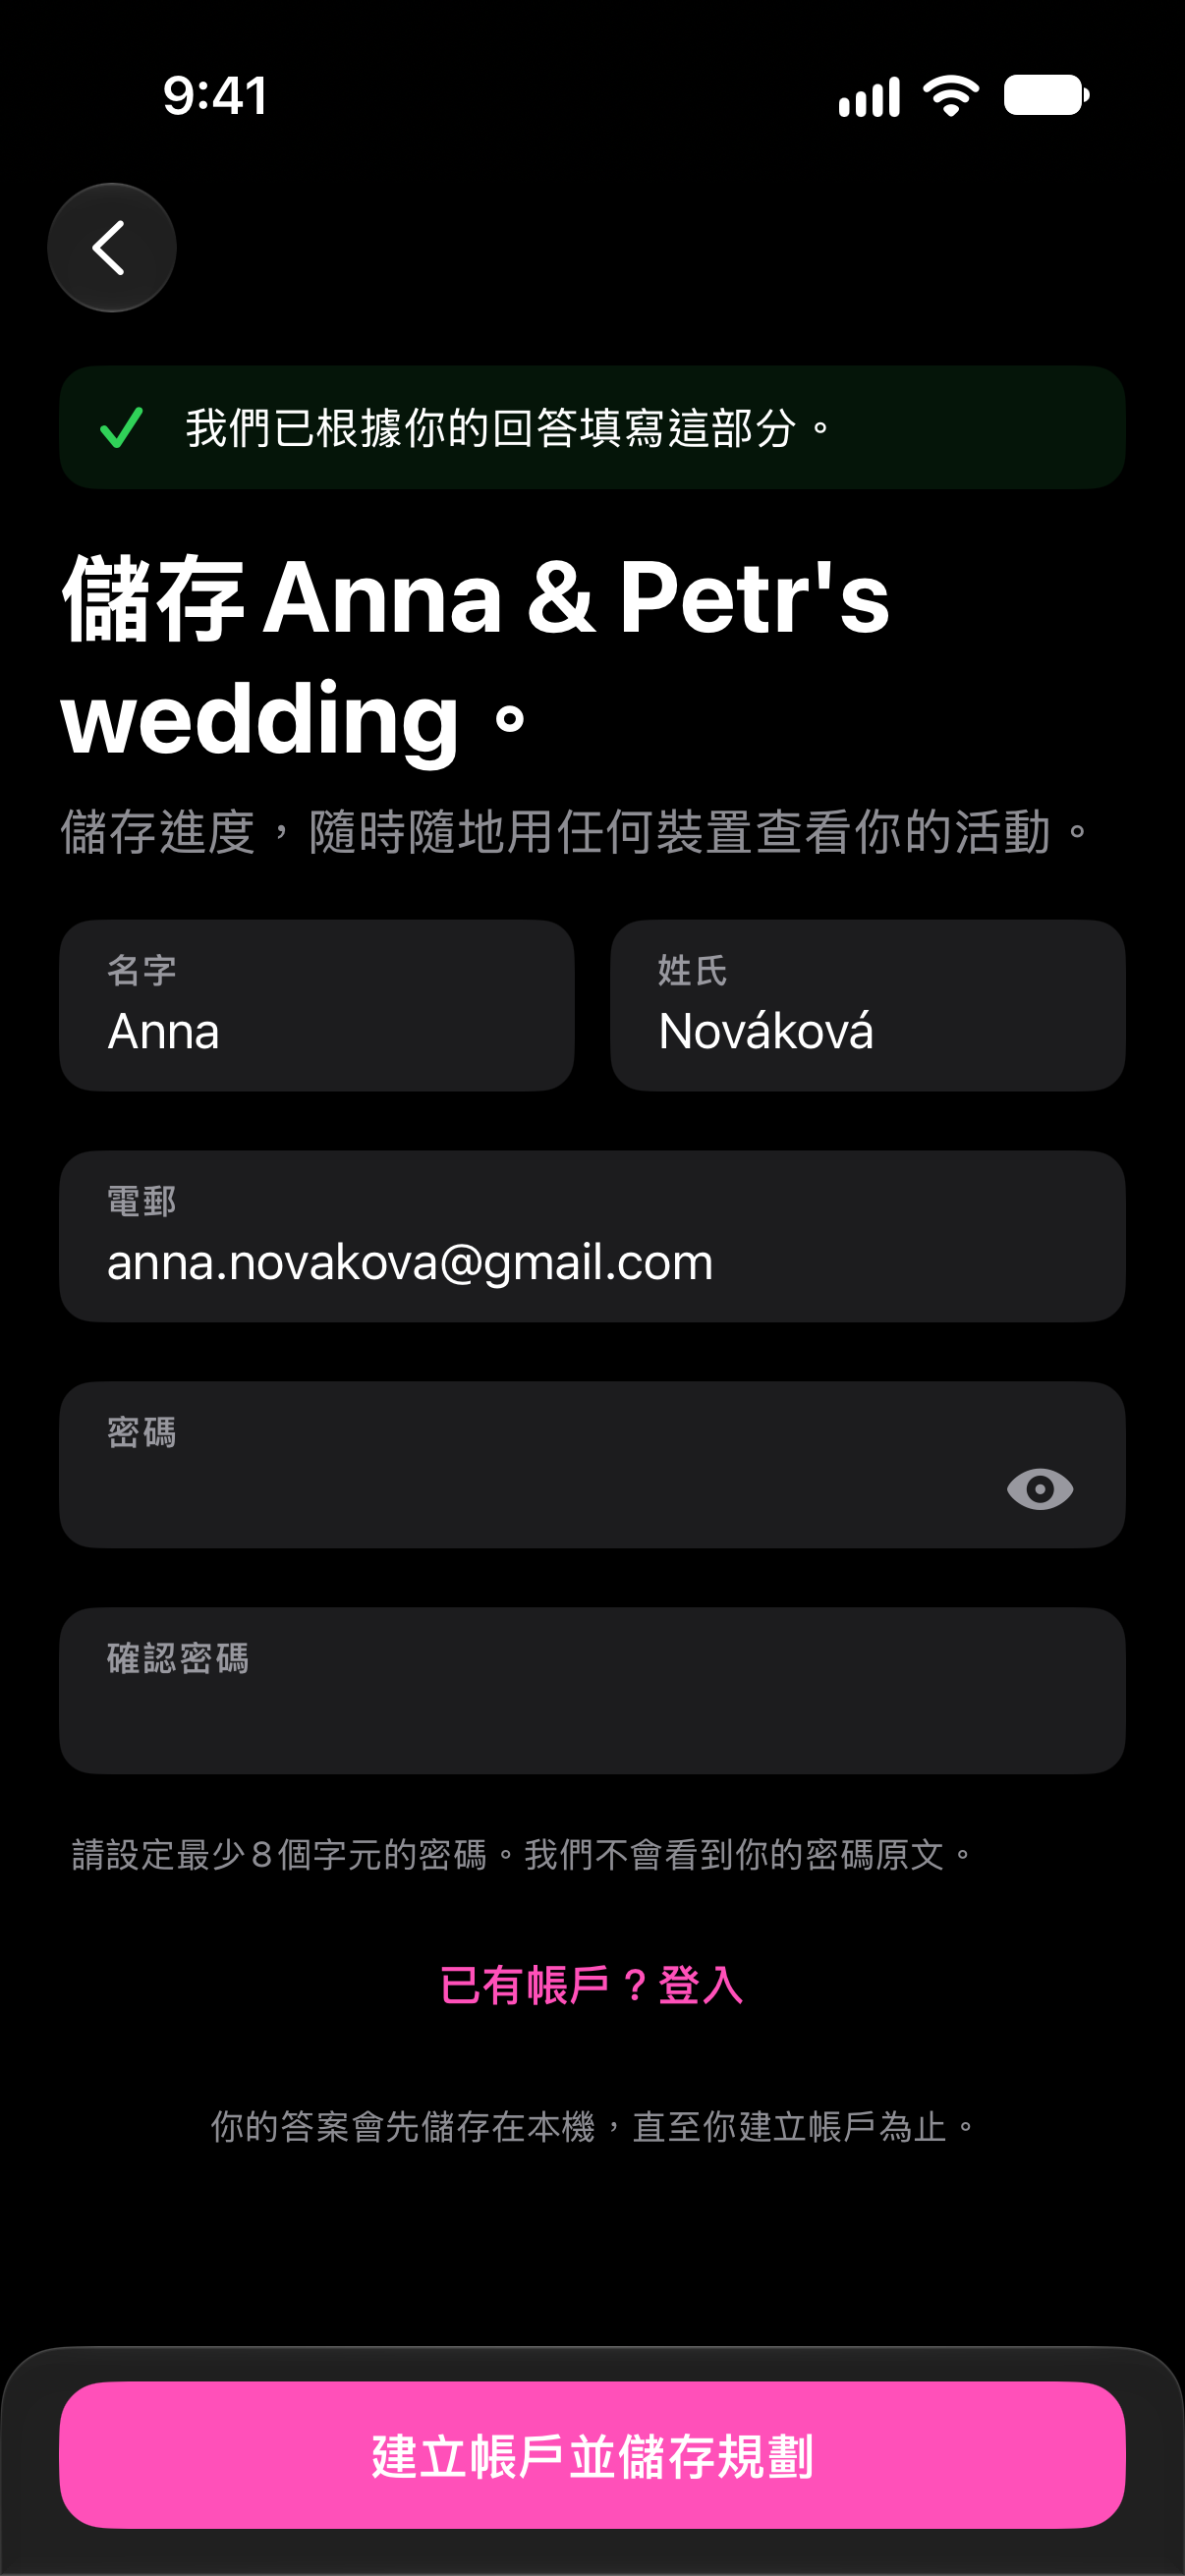 9:41
我們已根據你的回答填寫這部分。
儲存 Anna & Petr's
wedding。
儲存進度，隨時隨地用任何裝置查看你的活動。
名字
Anna
姓氏
Nováková
電郵
anna.novakova@gmail.com
密碼
確認密碼
請設定最少 8 個字元的密碼。我們不會看到你的密碼原文。
已有帳戶？登入
你的答案會先儲存在本機，直至你建立帳戶為止。
建立帳戶並儲存規劃